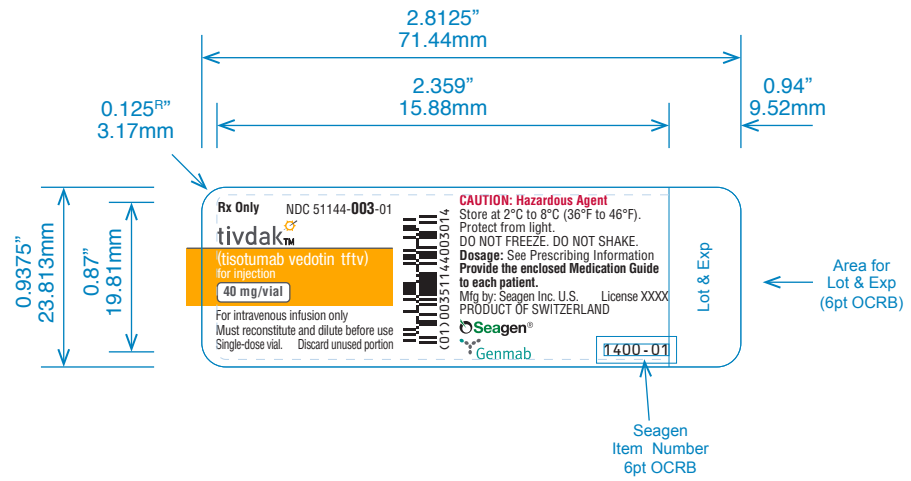 2.8125”
71.44mm
2.359”
15.88mm
0.94”
9.52mm
0.125ᴿ”
3.17mm
0.9375”
23.813mm
0.87”
19.81mm
Rx Only NDC 51144-003-01
tivdak™
(tisotumab vedotin tftv)
for injection
40 mg/vial
For intravenous infusion only
Must reconstitute and dilute before use
Single-dose vial. Discard unused portion
(01)00351144003014
CAUTION: Hazardous Agent
Store at 2°C to 8°C (36°F to 46°F).
Protect from light.
DO NOT FREEZE. DO NOT SHAKE.
Dosage: See Prescribing Information
Provide the enclosed Medication Guide
to each patient.
Mfg by: Seagen Inc. U.S. License XXXX
PRODUCT OF SWITZERLAND
Seagen®
Genmab
1400-01
Lot & Exp
Area for
Lot & Exp
(6pt OCRB)
Seagen
Item Number
6pt OCRB